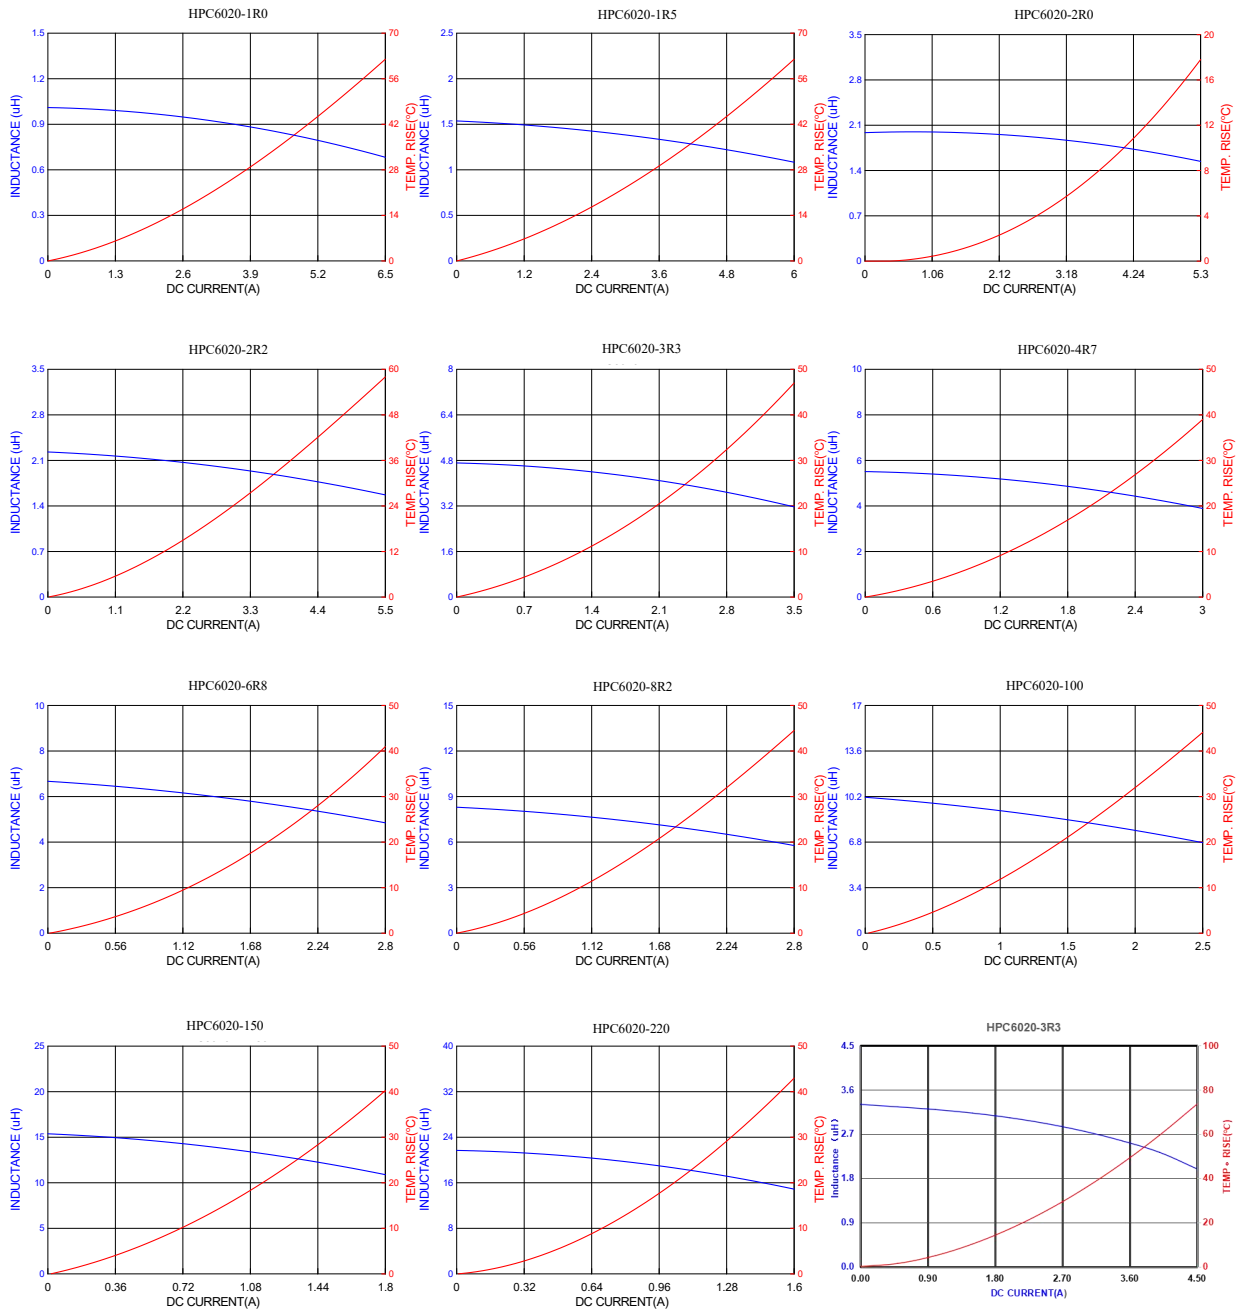 HPC6020-1R0
1.5
1.2
0.9
0.6
0.3
0
INDUCTANCE (uH)
70
56
42
28
14
0
TEMP. RISE(°C)
0 1.3 2.6 3.9 5.2 6.5
DC CURRENT(A)
HPC6020-1R5
2.5
2
1.5
1
0.5
0
INDUCTANCE (uH)
70
56
42
28
14
0
TEMP. RISE(°C)
0 1.2 2.4 3.6 4.8 6
DC CURRENT(A)
HPC6020-2R0
3.5
2.8
2.1
1.4
0.7
0
INDUCTANCE (uH)
20
16
12
8
4
0
TEMP. RISE(°C)
0 1.06 2.12 3.18 4.24 5.3
DC CURRENT(A)
HPC6020-2R2
3.5
2.8
2.1
1.4
0.7
0
INDUCTANCE (uH)
60
48
36
24
12
0
TEMP. RISE(°C)
0 1.1 2.2 3.3 4.4 5.5
DC CURRENT(A)
HPC6020-3R3
8
6.4
4.8
3.2
1.6
0
INDUCTANCE (uH)
50
40
30
20
10
0
TEMP. RISE(°C)
0 0.7 1.4 2.1 2.8 3.5
DC CURRENT(A)
HPC6020-4R7
10
8
6
4
2
0
INDUCTANCE (uH)
50
40
30
20
10
0
TEMP. RISE(°C)
0 0.6 1.2 1.8 2.4 3
DC CURRENT(A)
HPC6020-6R8
10
8
6
4
2
0
INDUCTANCE (uH)
50
40
30
20
10
0
TEMP. RISE(°C)
0 0.56 1.12 1.68 2.24 2.8
DC CURRENT(A)
HPC6020-8R2
15
12
9
6
3
0
INDUCTANCE (uH)
50
40
30
20
10
0
TEMP. RISE(°C)
0 0.56 1.12 1.68 2.24 2.8
DC CURRENT(A)
HPC6020-100
17
13.6
10.2
6.8
3.4
0
INDUCTANCE (uH)
50
40
30
20
10
0
TEMP. RISE(°C)
0 0.5 1 1.5 2 2.5
DC CURRENT(A)
HPC6020-150
25
20
15
10
5
0
INDUCTANCE (uH)
50
40
30
20
10
0
TEMP. RISE(°C)
0 0.36 0.72 1.08 1.44 1.8
DC CURRENT(A)
HPC6020-220
40
32
24
16
8
0
INDUCTANCE (uH)
50
40
30
20
10
0
TEMP. RISE(°C)
0 0.32 0.64 0.96 1.28 1.6
DC CURRENT(A)
HPC6020-3R3
4.5
3.6
2.7
1.8
0.9
0.0
Inductance (uH)
100
80
60
40
20
0
TEMP. RISE(°C)
0.00 0.90 1.80 2.70 3.60 4.50
DC CURRENT(A)